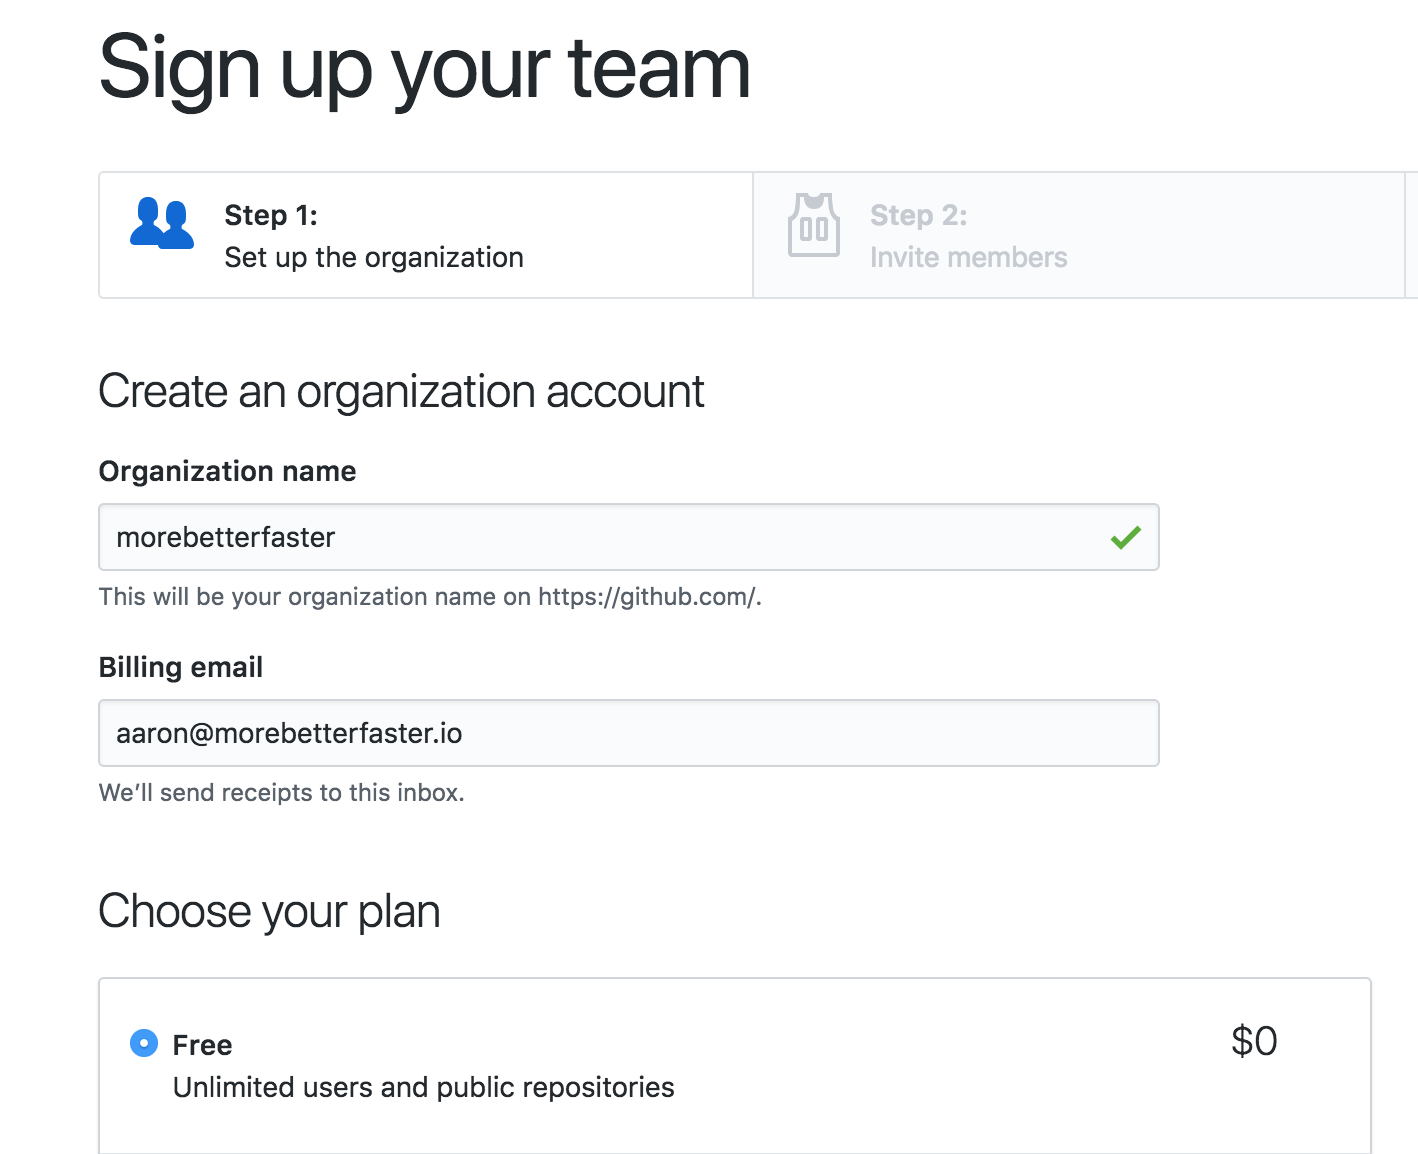 Sign up your team
Step 1:
Set up the organization
Step 2:
Invite members
Create an organization account
Organization name
morebetterfaster
This will be your organization name on https://github.com/.
Billing email
aaron@morebetterfaster.io
We’ll send receipts to this inbox.
Choose your plan
Free
$0
Unlimited users and public repositories